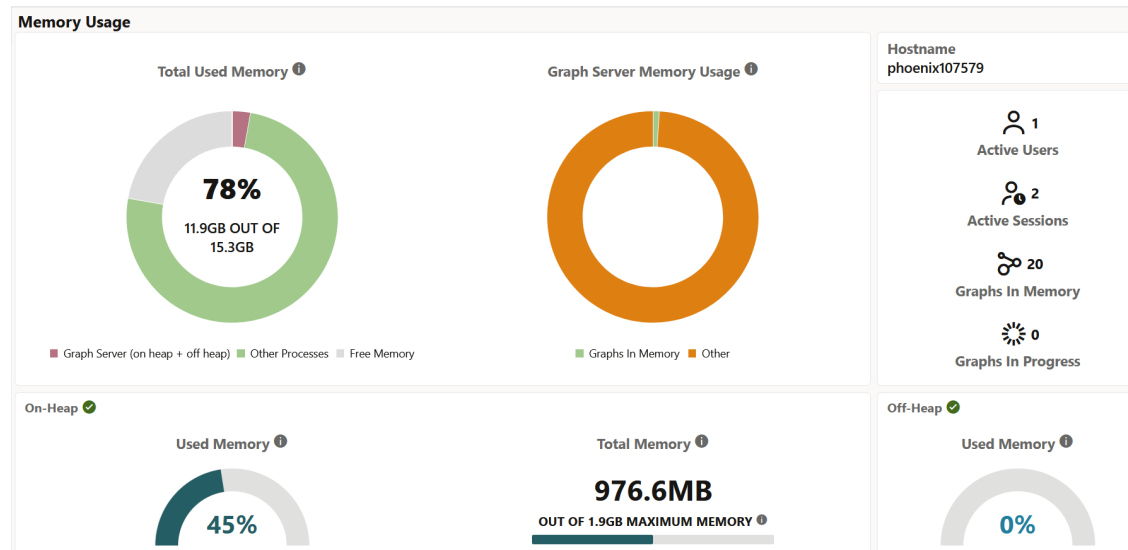 Memory Usage
Total Used Memory
78%
11.9GB OUT OF
15.3GB
Graph Server (on heap + off heap) Other Processes Free Memory
Graph Server Memory Usage
Graphs In Memory Other
Hostname
phoenix107579
1
Active Users
2
Active Sessions
20
Graphs In Memory
0
Graphs In Progress
On-Heap
Used Memory
45%
Total Memory
976.6MB
OUT OF 1.9GB MAXIMUM MEMORY
Off-Heap
Used Memory
0%